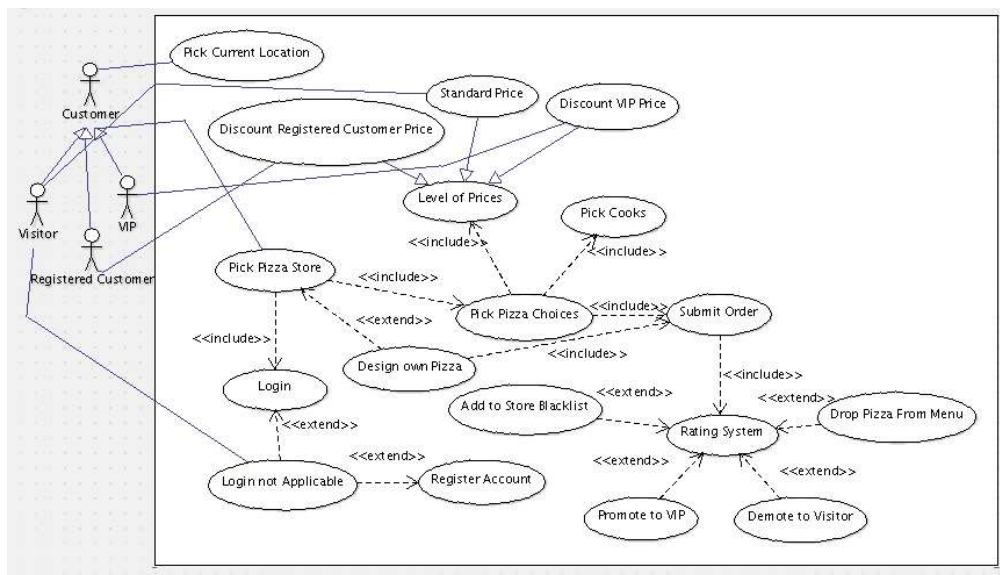 Pick Current Location
Customer
Standard Price
Discount VIP Price
Discount Registered Customer Price
Level of Prices
Pick Cooks
Visitor
VIP
Registered Customer
<<include>>
<<include>>
Pick Pizza Store
<<include>>
Pick Pizza Choices
<<include>>
Submit Order
<<extend>>
<<include>>
Design own Pizza
<<include>>
<<include>>
Login
<<extend>>
<<extend>>
Add to Store Blacklist
Drop Pizza From Menu
<<extend>>
Rating System
<<extend>>
<<extend>>
<<extend>>
Login not Applicable
Register Account
Promote to VIP
Demote to Visitor